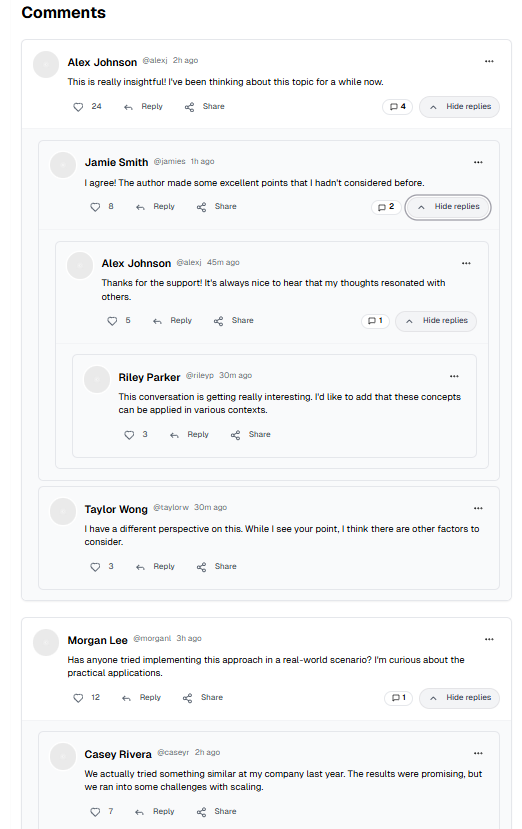 Comments
Alex Johnson @alexj 2h ago
This is really insightful! I've been thinking about this topic for a while now.
24 Reply Share 4 Hide replies
Jamie Smith @jamies 1h ago
I agree! The author made some excellent points that I hadn't considered before.
8 Reply Share 2 Hide replies
Alex Johnson @alexj 45m ago
Thanks for the support! It's always nice to hear that my thoughts resonated with
others.
5 Reply Share 1 Hide replies
Riley Parker @rileyp 30m ago
This conversation is getting really interesting. I'd like to add that these concepts
can be applied in various contexts.
3 Reply Share
Taylor Wong @taylorw 30m ago
I have a different perspective on this. While I see your point, I think there are other factors to
consider.
3 Reply Share
Morgan Lee @morganl 3h ago
Has anyone tried implementing this approach in a real-world scenario? I'm curious about the
practical applications.
12 Reply Share 1 Hide replies
Casey Rivera @caseyr 2h ago
We actually tried something similar at my company last year. The results were promising, but
we ran into some challenges with scaling.
7 Reply Share